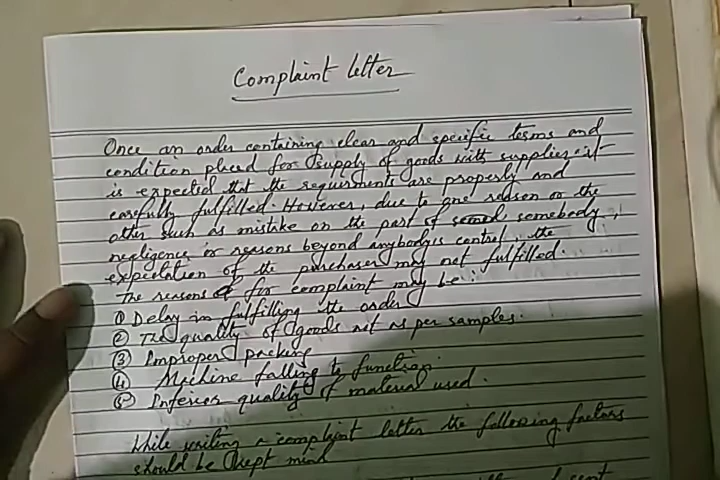 Complaint letter
Once an order containing clear and specific terms and
condition placed for supply of goods with supplier it
is expected that the requirments are properly and
carefully fulfilled. However, due to one reason or the
other such as mistake on the part of somebody,
negligence or reasons beyond anybody's control, the
expectation of the purchaser may not fulfilled.
The reasons for complaint may be:
① Delay in fulfilling the order
② The quality of goods not as per samples.
③ Improper packing
④ Machine falling to function.
⑤ Inferior quality of material used.
While writing a complaint letter the following factors
should be kept mind